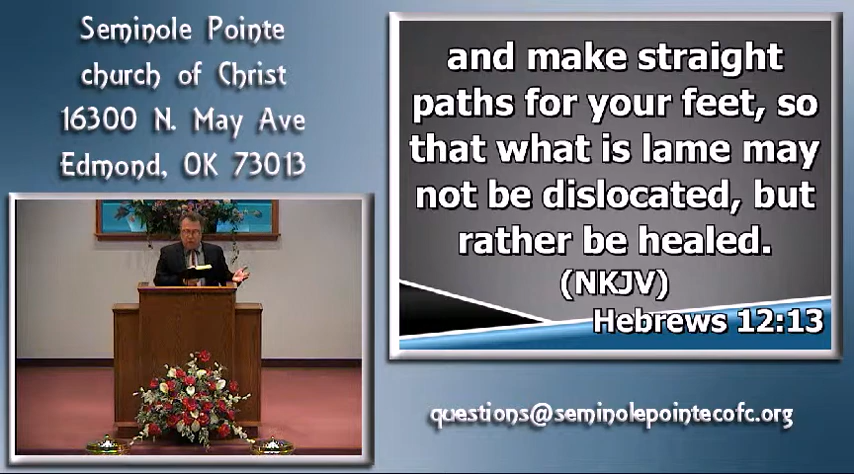 Seminole Pointe
church of Christ
16300 N. May Ave
Edmond, OK 73013
and make straight
paths for your feet, so
that what is lame may
not be dislocated, but
rather be healed.
(NKJV)
Hebrews 12:13
questions@seminolepointecofc.org